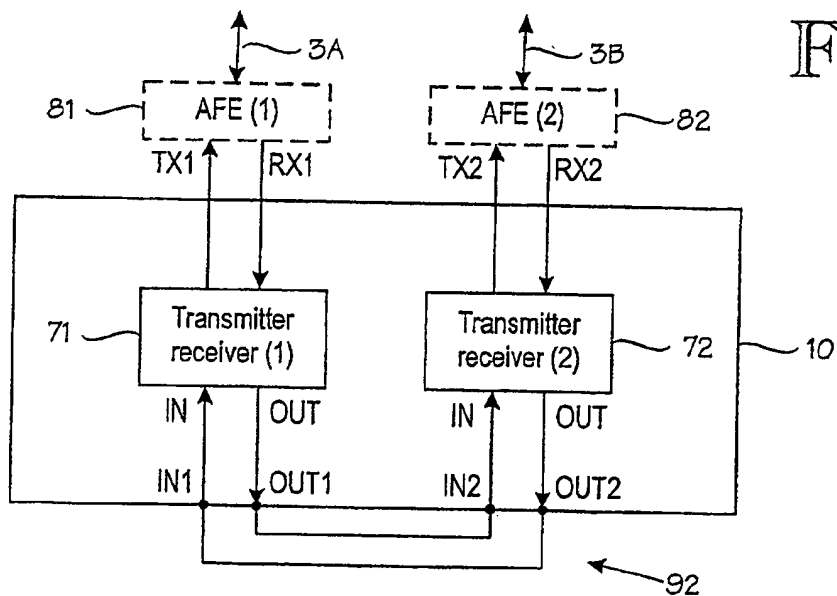 3A
3B
F
81
AFE (1)
AFE (2)
82
TX1
RX1
TX2
RX2
71
Transmitter
receiver (1)
Transmitter
receiver (2)
72
10
IN
OUT
IN
OUT
IN1
OUT1
IN2
OUT2
92